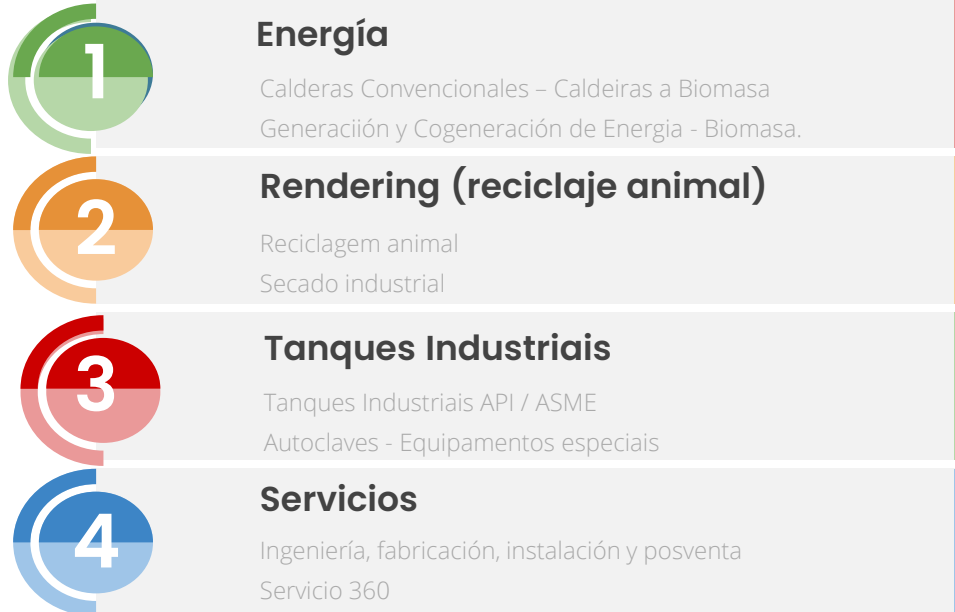 1
Energía
Calderas Convencionales – Caldeiras a Biomasa
Generaciión y Cogeneración de Energia - Biomasa.
2
Rendering (reciclaje animal)
Reciclagem animal
Secado industrial
3
Tanques Industriais
Tanques Industriais API / ASME
Autoclaves - Equipamentos especiais
4
Servicios
Ingeniería, fabricación, instalación y posventa
Servicio 360